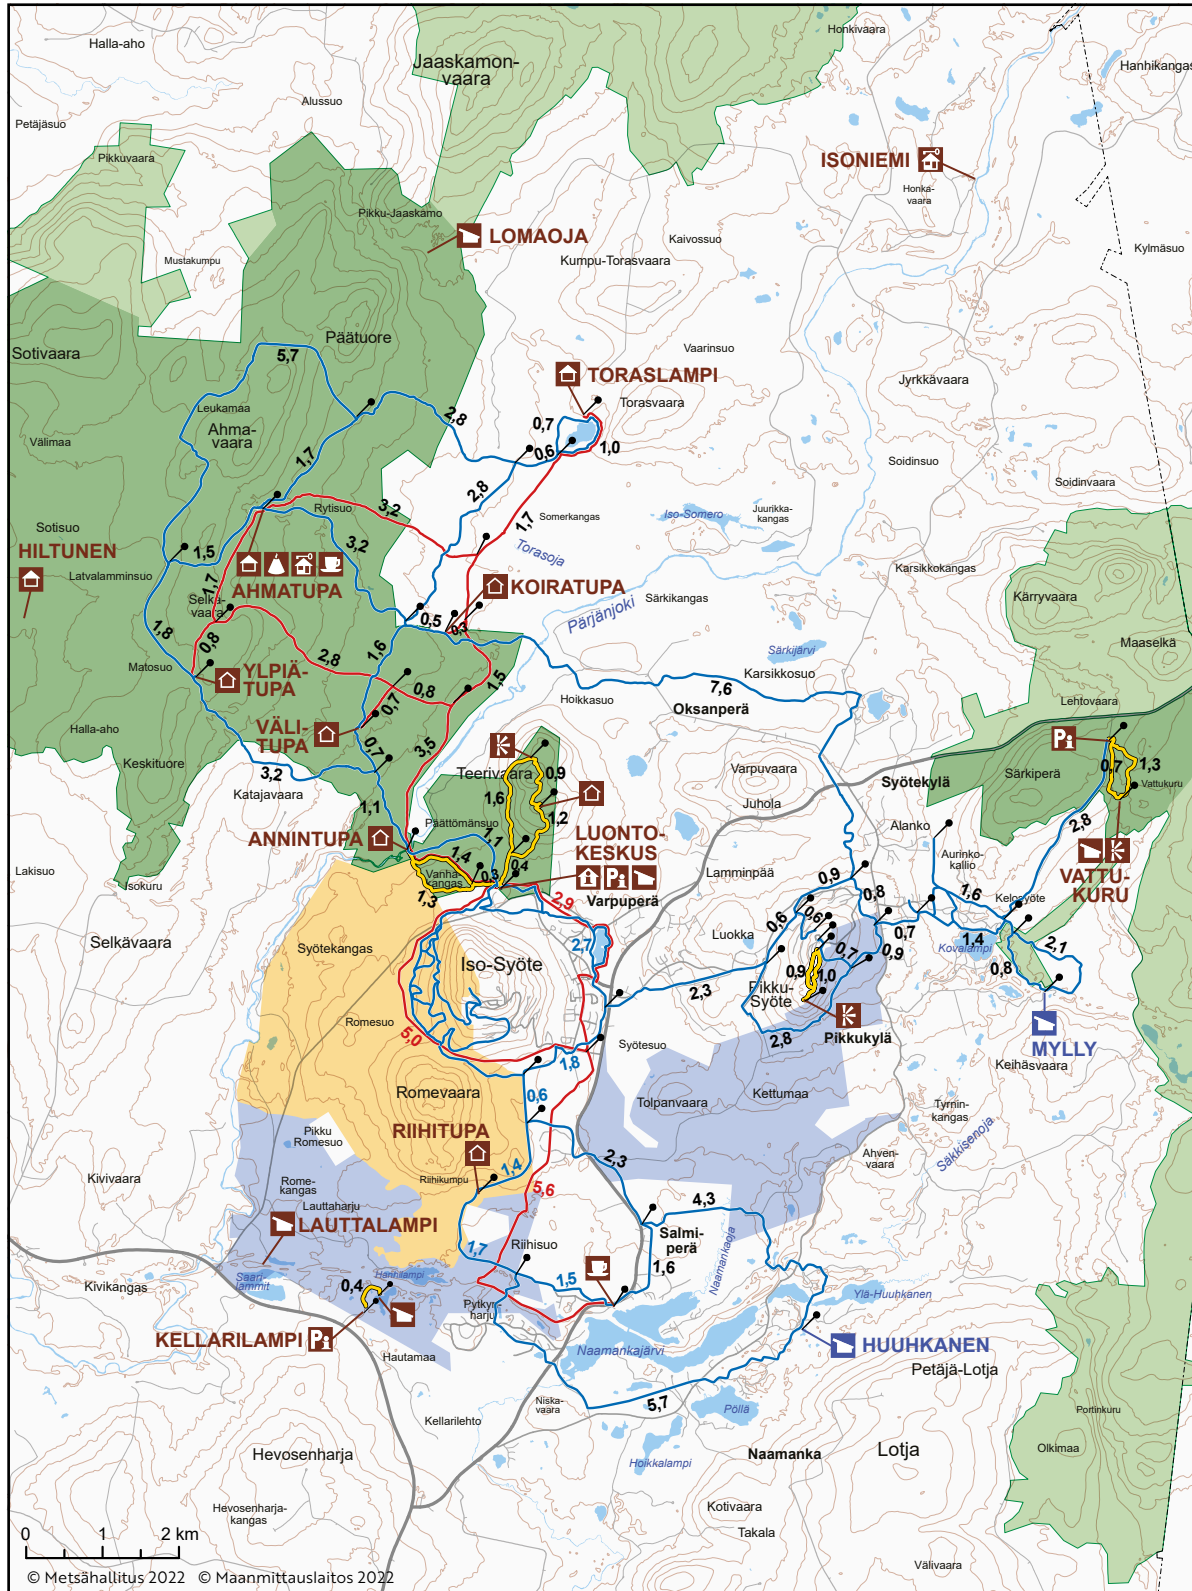 Halla-aho
Honkivaara
Jaaskamon-
vaara
Hanhikangas
Alussuo
Petäjäsuo
Pikkuvaara
ISONIEMI
Honka-
vaara
Pikku-Jaaskamo
LOMAOJA
Kaivossuo
Kylmäsuo
Mustakumpu
Kumpu-Torasvaara
Päätuore
Sotivaara
5,7
Vaarinsuo
TORASLAMPI
Jyrkkävaara
Leukamaa
Torasvaara
Ahma-
vaara
2,8
0,7
Välimaa
1,7
0,6
1,0
Soidinsuo
Soidinvaara
2,8
Rytisuo
3,2
Somerkangas
1,7
Iso-Somero
Juurikka-
kangas
Sotisuo
HILTUNEN
3,2
Torasoja
1,5
Latvalamminsuo
AHMATUPA
KOIRATUPA
Karsikkokangas
1,7
Selkä-
vaara
Kärryvaara
0,5
0,3
Pärjänjoki
Särkikangas
1,8
0,8
1,6
Maaselkä
Matosuo
YLPIÄ-
TUPA
2,8
0,8
1,5
Särkijärvi
Karsikkosuo
7,6
Hoikkasuo
Oksanperä
Lehtovaara
Halla-aho
VÄLI-
TUPA
0,7
0,7
3,5
Keskituore
Teerivaara
0,9
Varpuvaara
Syötekylä
Särkiperä
0,7
1,3
Vattukuru
3,2
Katajavaara
1,6
Juhola
1,1
Päättömänsuo
1,2
Alanko
2,8
ANNINTUPA
1,1
LUONTO-
KESKUS
Aurinko-
kallio
VATTU-
KURU
Lakisuo
1,4
Lamminpää
0,9
Isokuru
Vanha-
kangas
0,3
0,4
Varpuperä
1,6
Kelosyöte
1,3
2,9
0,8
0,6
0,6
0,7
Selkävaara
Syötekangas
2,7
Luokka
1,4
Kovalampi
2,1
Iso-Syöte
0,7
0,9
0,8
2,3
0,9
1,0
Pikku-
Syöte
Romesuo
5,0
Pikkukylä
MYLLY
1,8
Syötesuo
2,8
Keihäsvaara
Romevaara
0,6
Tolpanvaara
Kettumaa
Tyrnin-
kangas
Pikku
Romesuo
RIIHITUPA
Säkkisenoja
2,3
Ahven-
vaara
1,4
Kivivaara
Rome-
kangas
Riihikumpu
5,6
4,3
Lauttaharju
LAUTTALAMPI
Riihisuo
Salmi-
perä
1,7
Naamankaoja
1,6
Kivikangas
Saari-
lammit
Hannilampi
0,4
1,5
Ylä-Huuhkanen
Pytkyn-
harju
KELLARILAMPI
HUUHKANEN
Hautamaa
Naamankajärvi
Petäjä-Lotja
Niska-
vaara
5,7
Pöllä
Kellarilehto
Portinkuru
Hevosenharja
Naamanka
Lotja
Olkimaa
Hoikkalampi
Hevosenharja-
kangas
Kotivaara
Takala
0 1 2 km
Välivaara
© Metsähallitus 2022 © Maanmittauslaitos 2022